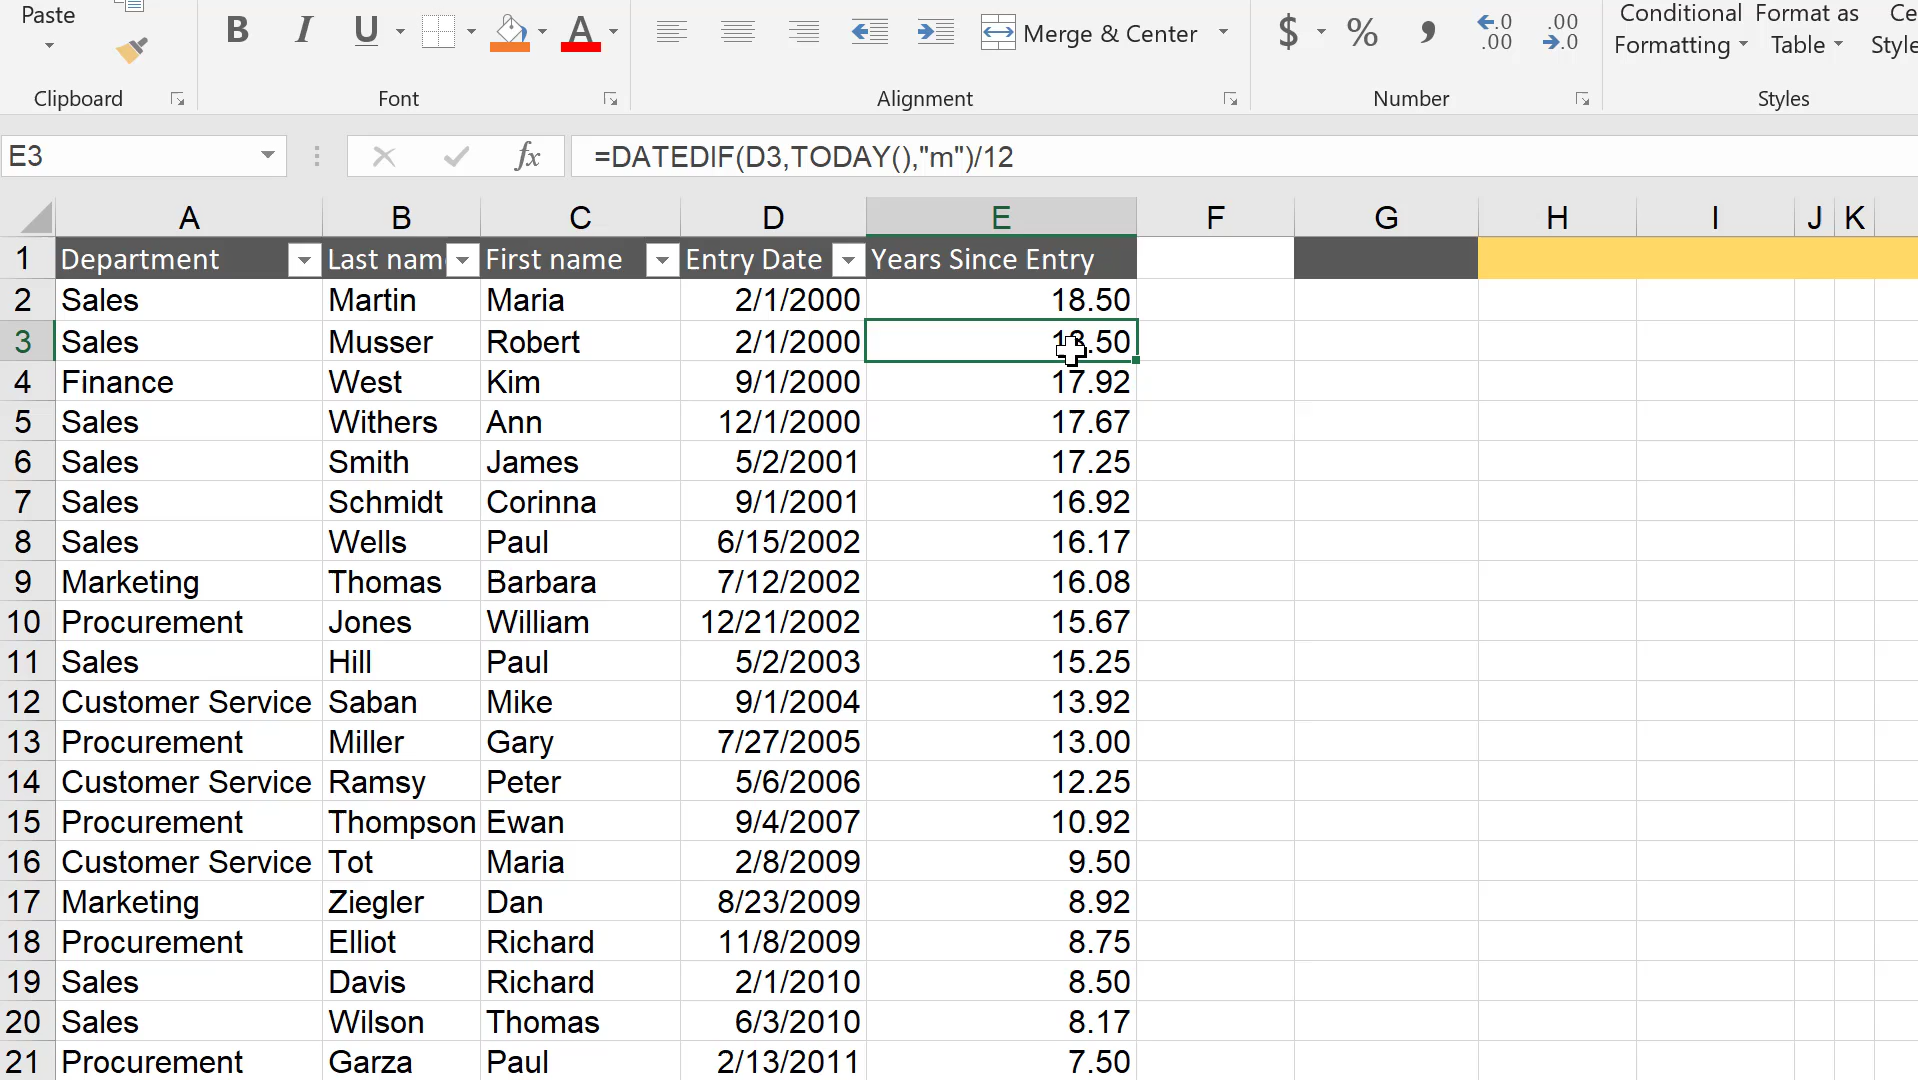 Paste
B I U A
Merge & Center
$ % , .0 .00 .00 .0
Conditional Formatting
Format as Table
Clipboard Font Alignment Number Styles
E3 fx =DATEDIF(D3,TODAY(),"m")/12
A B C D E F G H I J K
1 Department Last nam First name Entry Date Years Since Entry
2 Sales Martin Maria 2/1/2000 18.50
3 Sales Musser Robert 2/1/2000 18.50
4 Finance West Kim 9/1/2000 17.92
5 Sales Withers Ann 12/1/2000 17.67
6 Sales Smith James 5/2/2001 17.25
7 Sales Schmidt Corinna 9/1/2001 16.92
8 Sales Wells Paul 6/15/2002 16.17
9 Marketing Thomas Barbara 7/12/2002 16.08
10 Procurement Jones William 12/21/2002 15.67
11 Sales Hill Paul 5/2/2003 15.25
12 Customer Service Saban Mike 9/1/2004 13.92
13 Procurement Miller Gary 7/27/2005 13.00
14 Customer Service Ramsy Peter 5/6/2006 12.25
15 Procurement Thompson Ewan 9/4/2007 10.92
16 Customer Service Tot Maria 2/8/2009 9.50
17 Marketing Ziegler Dan 8/23/2009 8.92
18 Procurement Elliot Richard 11/8/2009 8.75
19 Sales Davis Richard 2/1/2010 8.50
20 Sales Wilson Thomas 6/3/2010 8.17
21 Procurement Garza Paul 2/13/2011 7.50